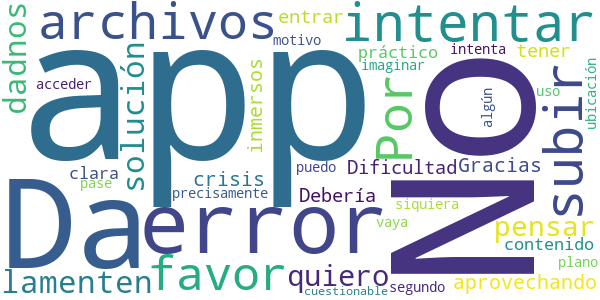 archivos
entrar
motivo
intentar
dadnos
app
solución
inmersos
práctico
imaginar
Por
intenta
tener
acceder
NO
algún
uso
ubicación
subir
clara
pase
crisis
precisamente
puedo
Dificultad
Gracias
Debería
siquiera
Da
error
vaya
pensar
contenido
lamenten
favor
quiero
cuestionable
segundo
plano
aprovechando